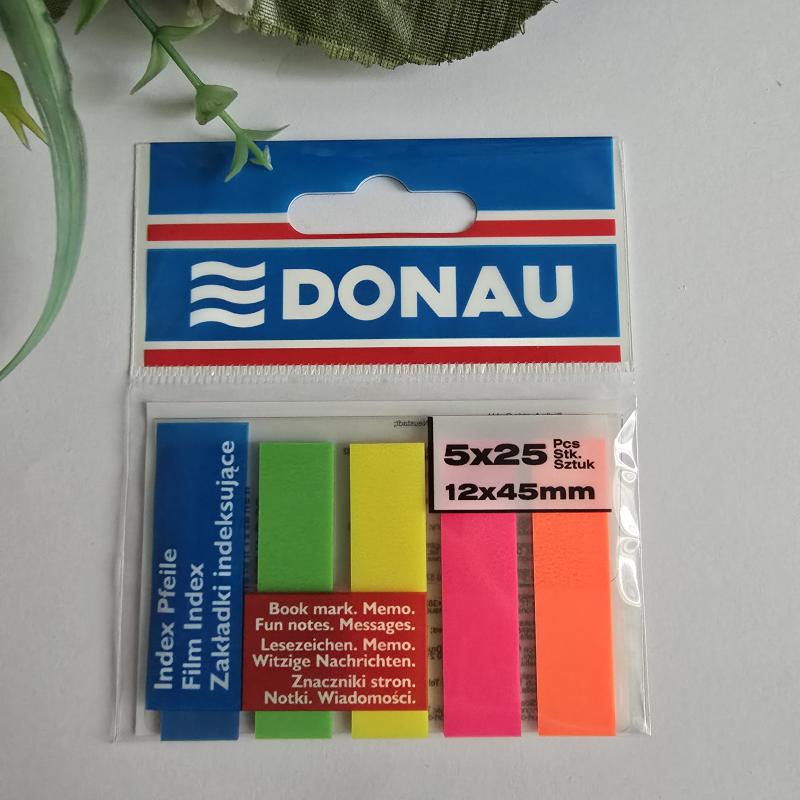 DONAU
5x25 Pcs
Stk.
Sztuk
12x45mm
Index Pfeile
Film Index
Zakładki indeksujące
Book mark. Memo.
Fun notes. Messages.
Lesezeichen. Memo.
Witzige Nachrichten.
Znaczniki stron.
Notki. Wiadomości.